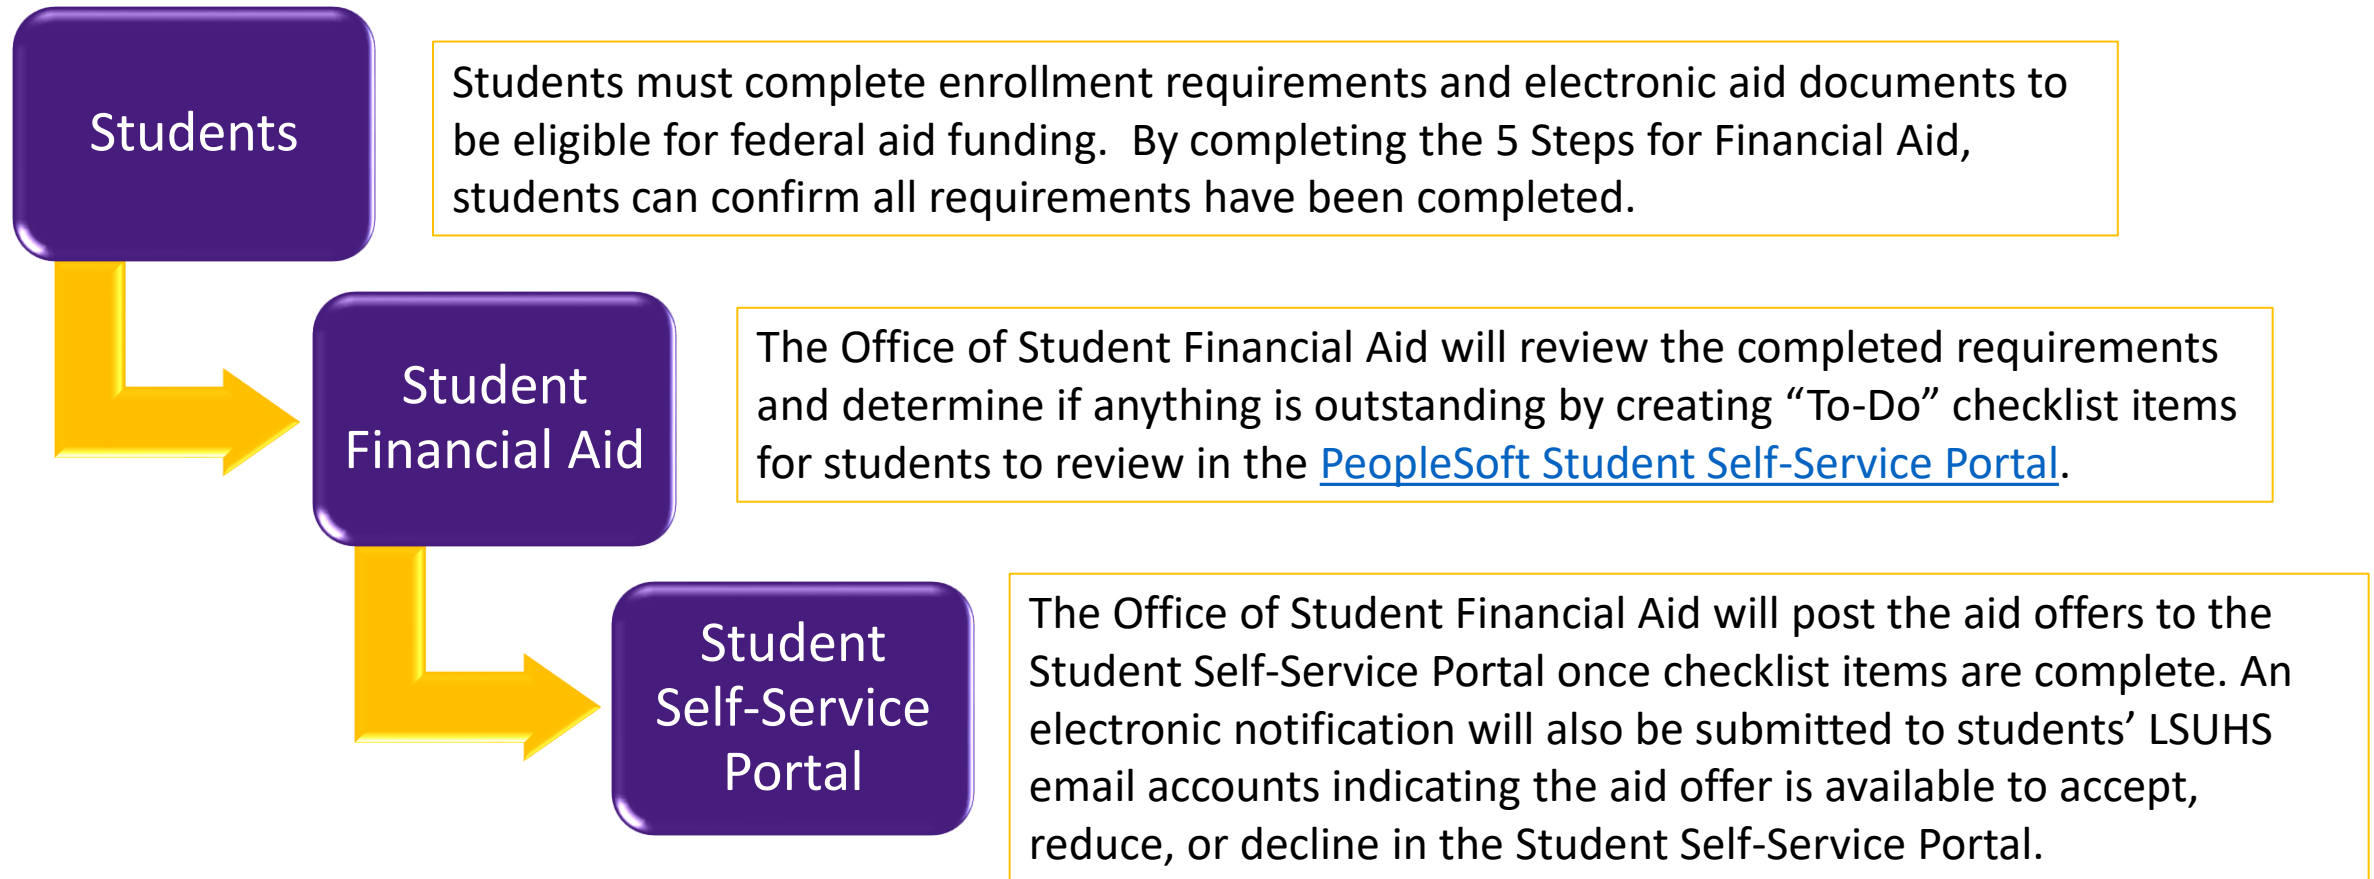 Students
Students must complete enrollment requirements and electronic aid documents to
be eligible for federal aid funding.  By completing the 5 Steps for Financial Aid,
students can confirm all requirements have been completed.
Student
Financial Aid
The Office of Student Financial Aid will review the completed requirements
and determine if anything is outstanding by creating “To-Do” checklist items
for students to review in the PeopleSoft Student Self-Service Portal.
Student
Self-Service
Portal
The Office of Student Financial Aid will post the aid offers to the
Student Self-Service Portal once checklist items are complete. An
electronic notification will also be submitted to students’ LSUHS
email accounts indicating the aid offer is available to accept,
reduce, or decline in the Student Self-Service Portal.